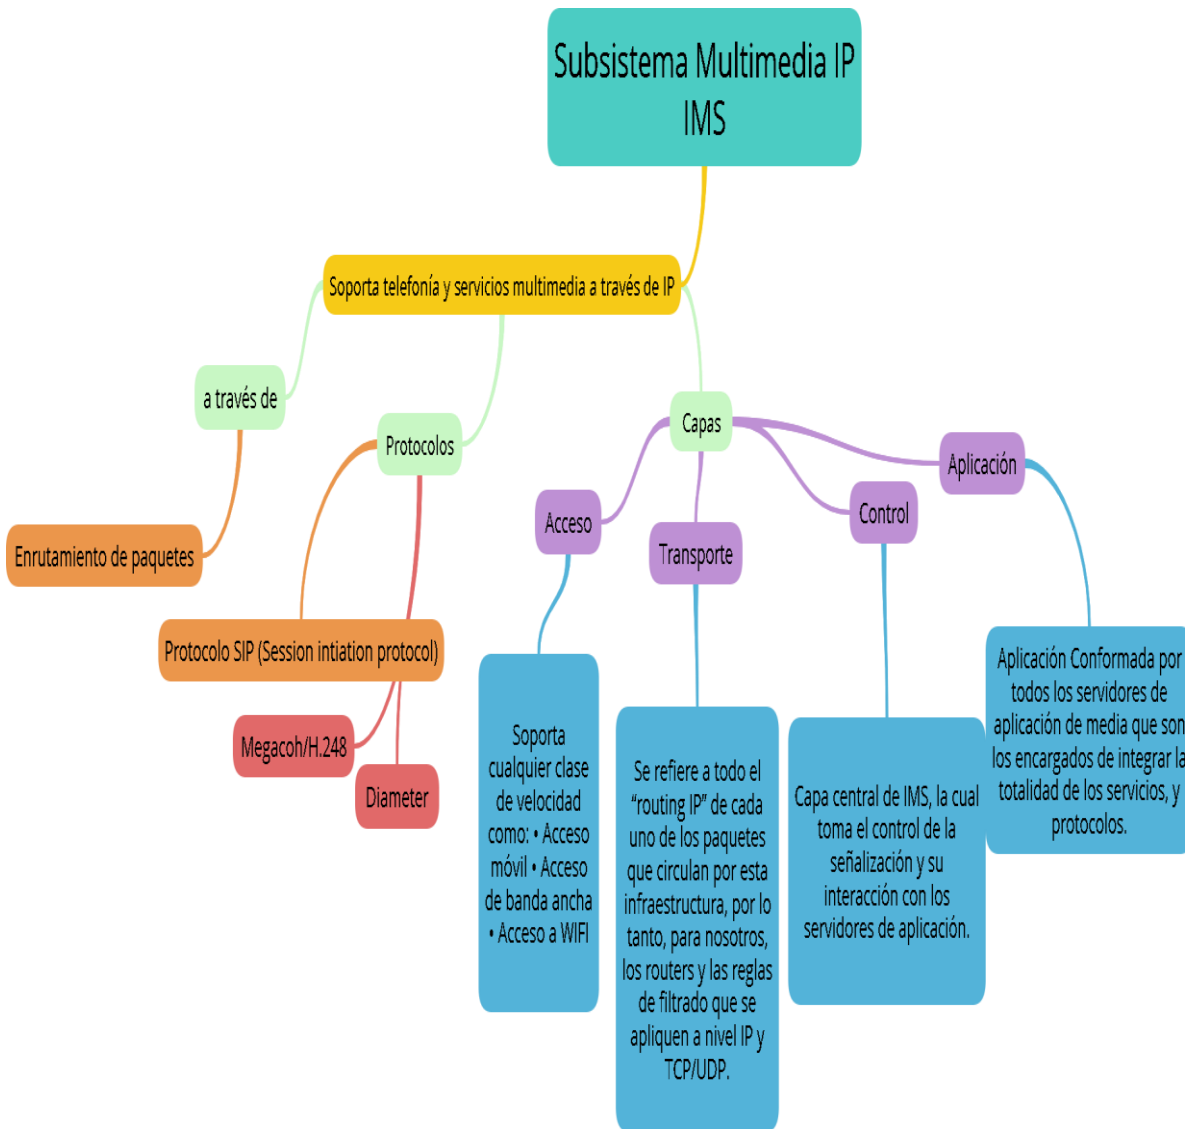 Subsistema Multimedia IP
IMS
Soporta telefonía y servicios multimedia a través de IP
a través de
Protocolos
Capas
Aplicación
Acceso
Control
Transporte
Enrutamiento de paquetes
Protocolo SIP (Session intiation protocol)
Megacoh/H.248
Diameter
Soporta
cualquier clase
de velocidad
como: • Acceso
móvil • Acceso
de banda ancha
• Acceso a WIFI
Se refiere a todo el
“routing IP” de cada
uno de los paquetes
que circulan por esta
infraestructura, por lo
tanto, para nosotros,
los routers y las reglas
de filtrado que se
apliquen a nivel IP y
TCP/UDP.
Capa central de IMS, la cual
toma el control de la
señalización y su
interacción con los
servidores de aplicación.
Aplicación Conformada por
todos los servidores de
aplicación de media que son
los encargados de integrar la
totalidad de los servicios, y
protocolos.